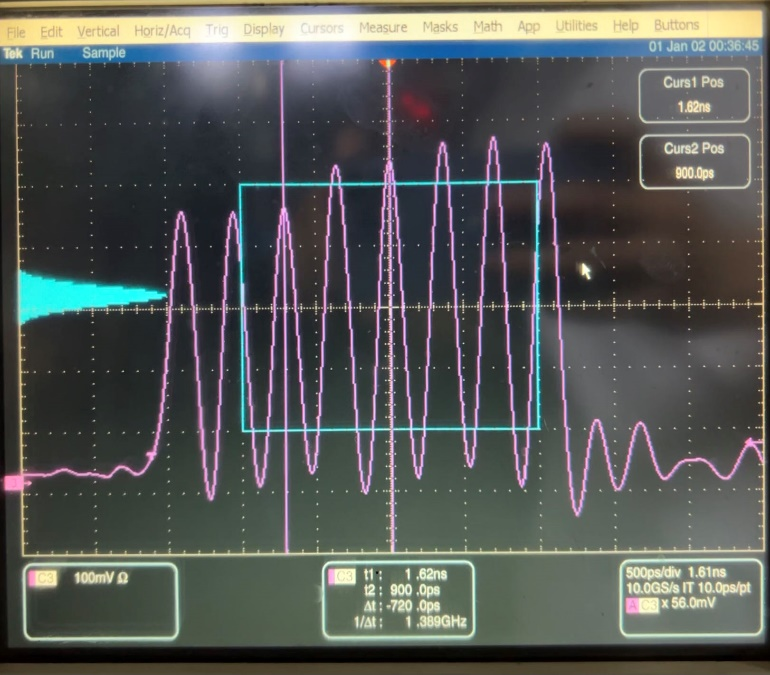 File Edit Vertical Horiz/Acq Trig Display Cursors Measure Masks Math App Utilities Help Buttons
Tek Run Sample 01 Jan 02 00:36:45
Curs1 Pos
1.62ns
Curs2 Pos
900.0ps
C3 100mV Ω
C3 t1: 1.62ns
t2: 900.0ps
Δt: -720.0ps
1/Δt: 1.389GHz
500ps/div 1.61ns
10.0GS/s IT 10.0ps/pt
A C3 x 56.0mV